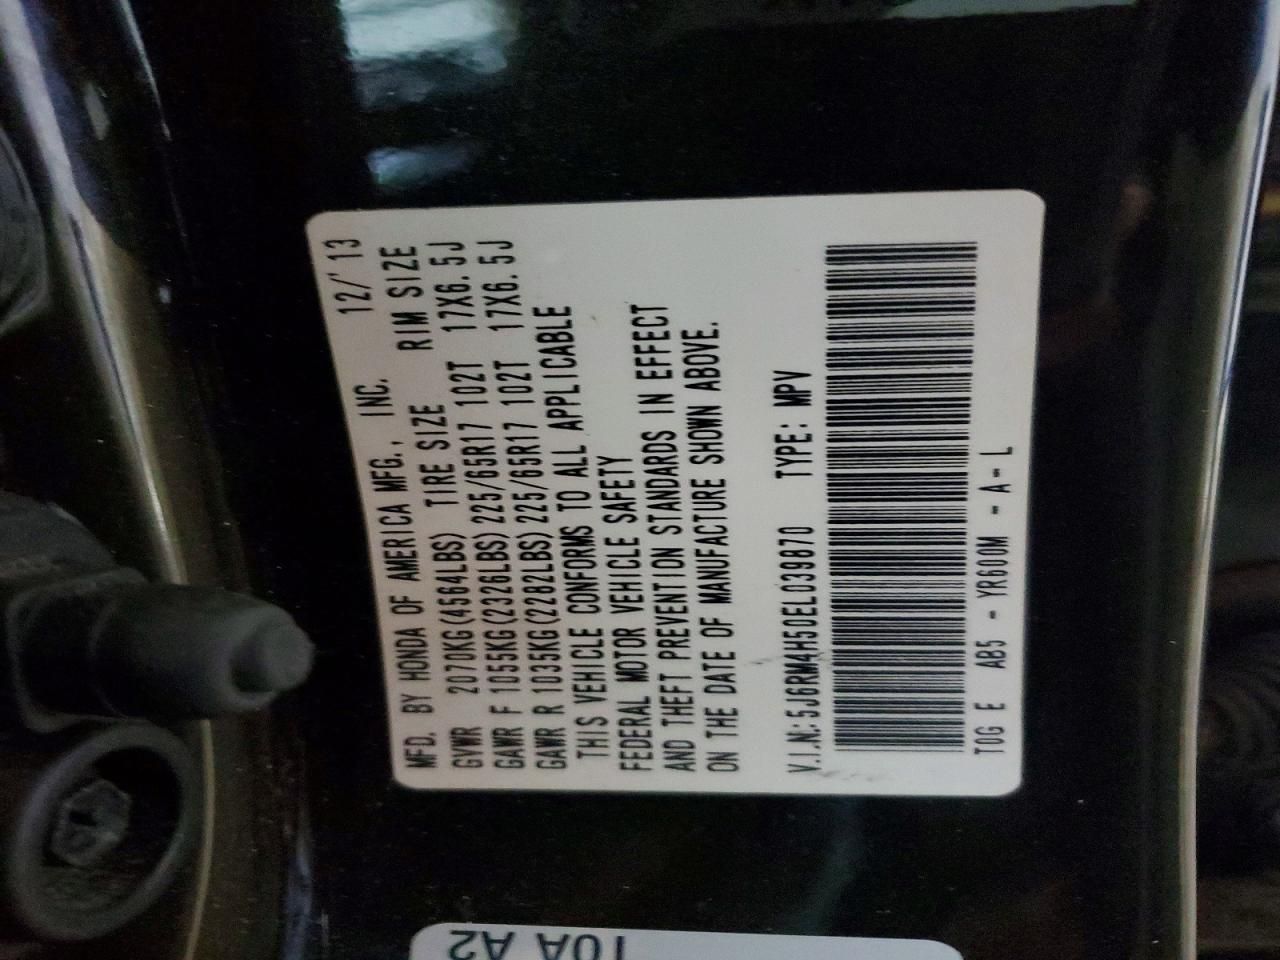 MFD. BY HONDA OF AMERICA MFG., INC. 12/'13
GVWR 2070KG(4564LBS) TIRE SIZE RIM SIZE
GAWR F 1055KG(2326LBS)225/65R17 102T 17X6.5J
GAWR R 1035KG(2282LBS)225/65R17 102T 17X6.5J
THIS VEHICLE CONFORMS TO ALL APPLICABLE
FEDERAL MOTOR VEHICLE SAFETY
AND THEFT PREVENTION STANDARDS IN EFFECT
ON THE DATE OF MANUFACTURE SHOWN ABOVE.
V.I.N.:5J6RM4H50EL039870 TYPE: MPV
TOG E AB5 - YR600M - A - L
T0A A2